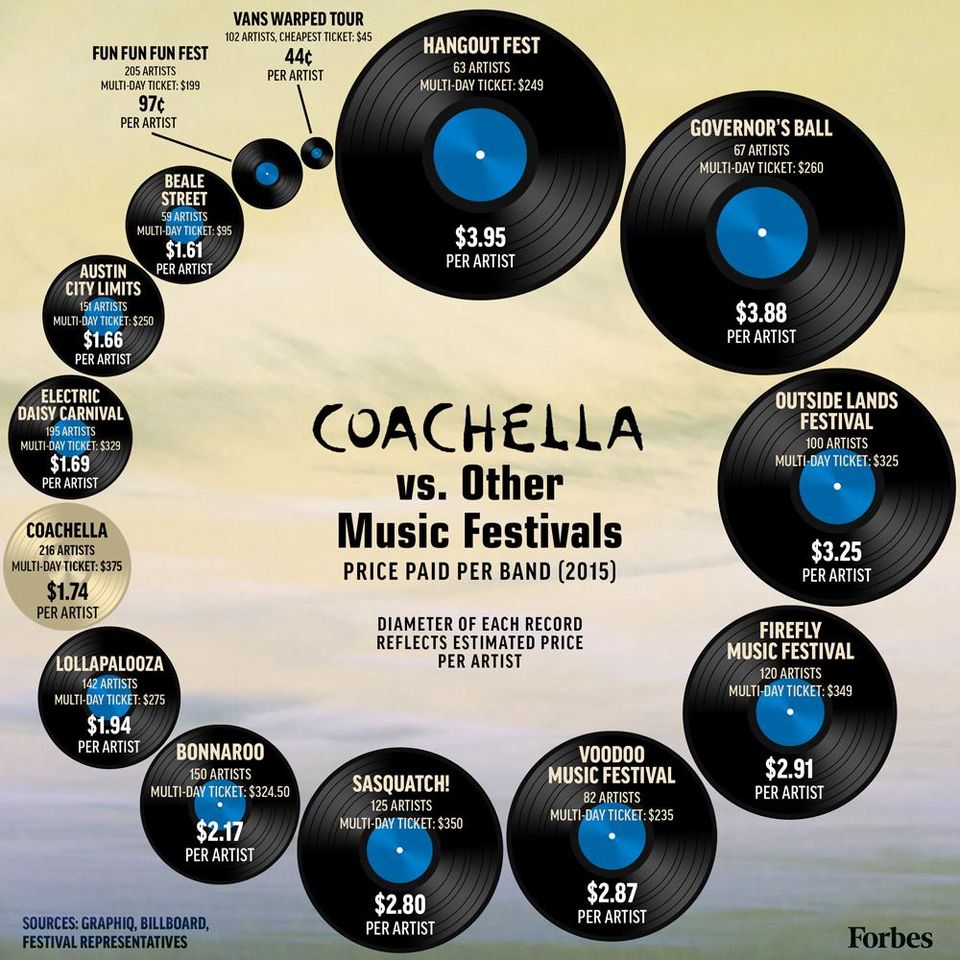 VANS WARPED TOUR
102 ARTISTS, CHEAPEST TICKET: $45
44¢
PER ARTIST
FUN FUN FUN FEST
205 ARTISTS
MULTI-DAY TICKET: $199
97¢
PER ARTIST
HANGOUT FEST
63 ARTISTS
MULTI-DAY TICKET: $249
$3.95
PER ARTIST
GOVERNOR'S BALL
67 ARTISTS
MULTI-DAY TICKET: $260
$3.88
PER ARTIST
BEALE
STREET
59 ARTISTS
MULTI-DAY TICKET: $95
$1.61
PER ARTIST
AUSTIN
CITY LIMITS
151 ARTISTS
MULTI-DAY TICKET: $250
$1.66
PER ARTIST
ELECTRIC
DAISY CARNIVAL
195 ARTISTS
MULTI-DAY TICKET: $329
$1.69
PER ARTIST
COACHELLA
vs. Other
Music Festivals
PRICE PAID PER BAND (2015)
DIAMETER OF EACH RECORD
REFLECTS ESTIMATED PRICE
PER ARTIST
OUTSIDE LANDS
FESTIVAL
100 ARTISTS
MULTI-DAY TICKET: $325
$3.25
PER ARTIST
COACHELLA
216 ARTISTS
MULTI-DAY TICKET: $375
$1.74
PER ARTIST
FIREFLY
MUSIC FESTIVAL
120 ARTISTS
MULTI-DAY TICKET: $349
$2.91
PER ARTIST
LOLLAPALOOZA
142 ARTISTS
MULTI-DAY TICKET: $275
$1.94
PER ARTIST
BONNAROO
150 ARTISTS
MULTI-DAY TICKET: $324.50
$2.17
PER ARTIST
SASQUATCH!
125 ARTISTS
MULTI-DAY TICKET: $350
$2.80
PER ARTIST
VOODOO
MUSIC FESTIVAL
82 ARTISTS
MULTI-DAY TICKET: $235
$2.87
PER ARTIST
SOURCES: GRAPHIQ, BILLBOARD,
FESTIVAL REPRESENTATIVES
Forbes